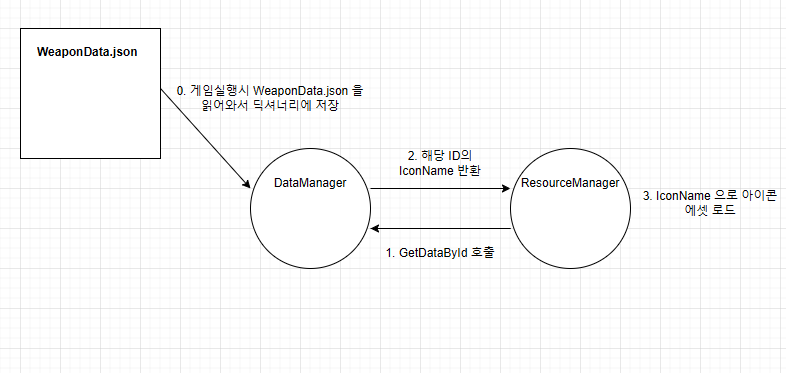 WeaponData.json
0. 게임실행시 WeaponData.json 을
읽어와서 딕셔너리에 저장
2. 해당 ID의
IconName 반환
DataManager
ResourceManager
3. IconName 으로 아이콘
에셋 로드
1. GetDataById 호출